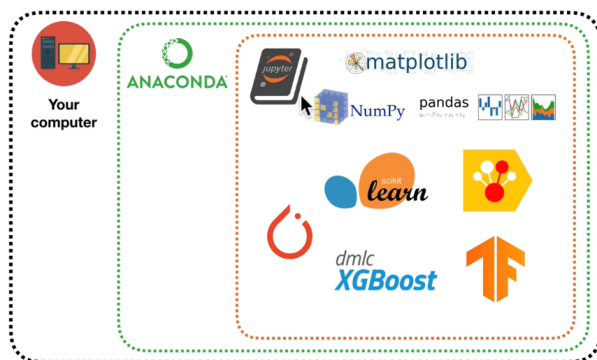 Your
computer
ANACONDA
jupyter
matplotlib
NumPy
pandas
scikit
learn
dmlc
XGBoost